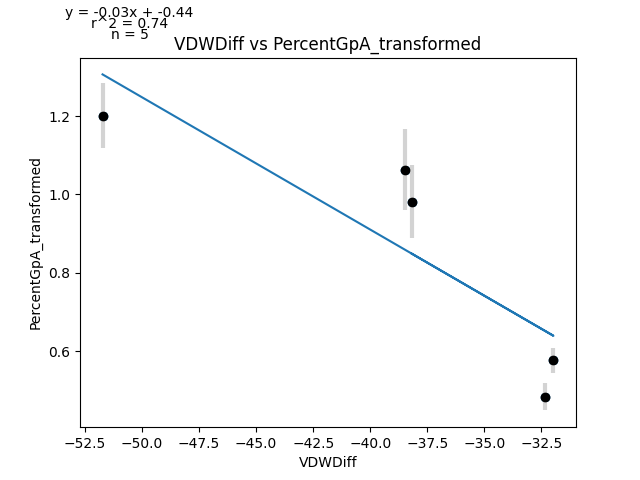 y = -0.03x + -0.44
r^2 = 0.74
n = 5
VDWDiff vs PercentGpA_transformed
PercentGpA_transformed
1.2
1.0
0.8
0.6
−52.5 −50.0 −47.5 −45.0 −42.5 −40.0 −37.5 −35.0 −32.5
VDWDiff